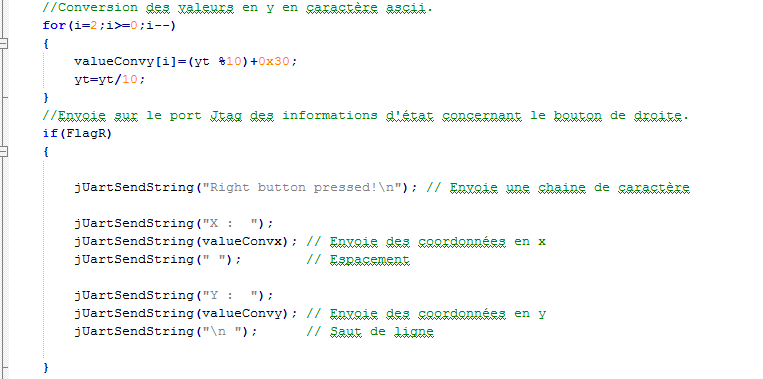 //Conversion des valeurs en y en caractère ascii.
for(i=2;i>=0;i--)
{
valueConvy[i]=(yt %10)+0x30;
yt=yt/10;
}
//Envoie sur le port Jtag des informations d'état concernant le bouton de droite.
if(FlagR)
{
jUartSendString("Right button pressed!\n"); // Envoie une chaine de caractère
jUartSendString("X :  ");
jUartSendString(valueConvx); // Envoie des coordonnées en x
jUartSendString(" ");        // Espacement
jUartSendString("Y :  ");
jUartSendString(valueConvy); // Envoie des coordonnées en y
jUartSendString("\n ");      // Saut de ligne
}